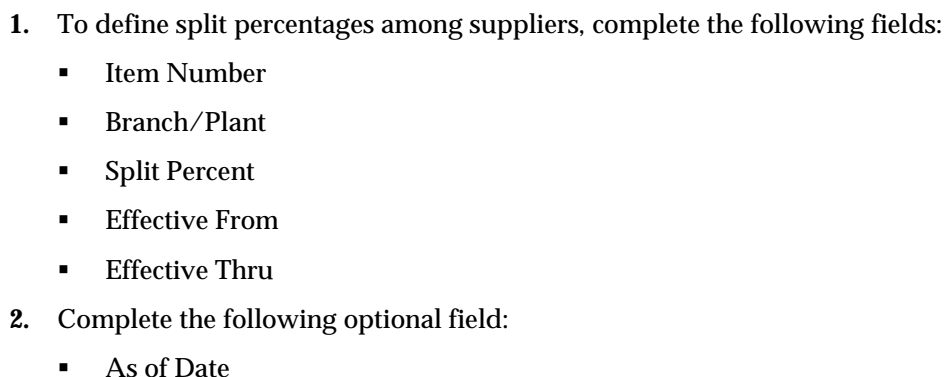 1. To define split percentages among suppliers, complete the following fields:
▪ Item Number
▪ Branch/Plant
▪ Split Percent
▪ Effective From
▪ Effective Thru
2. Complete the following optional field:
▪ As of Date